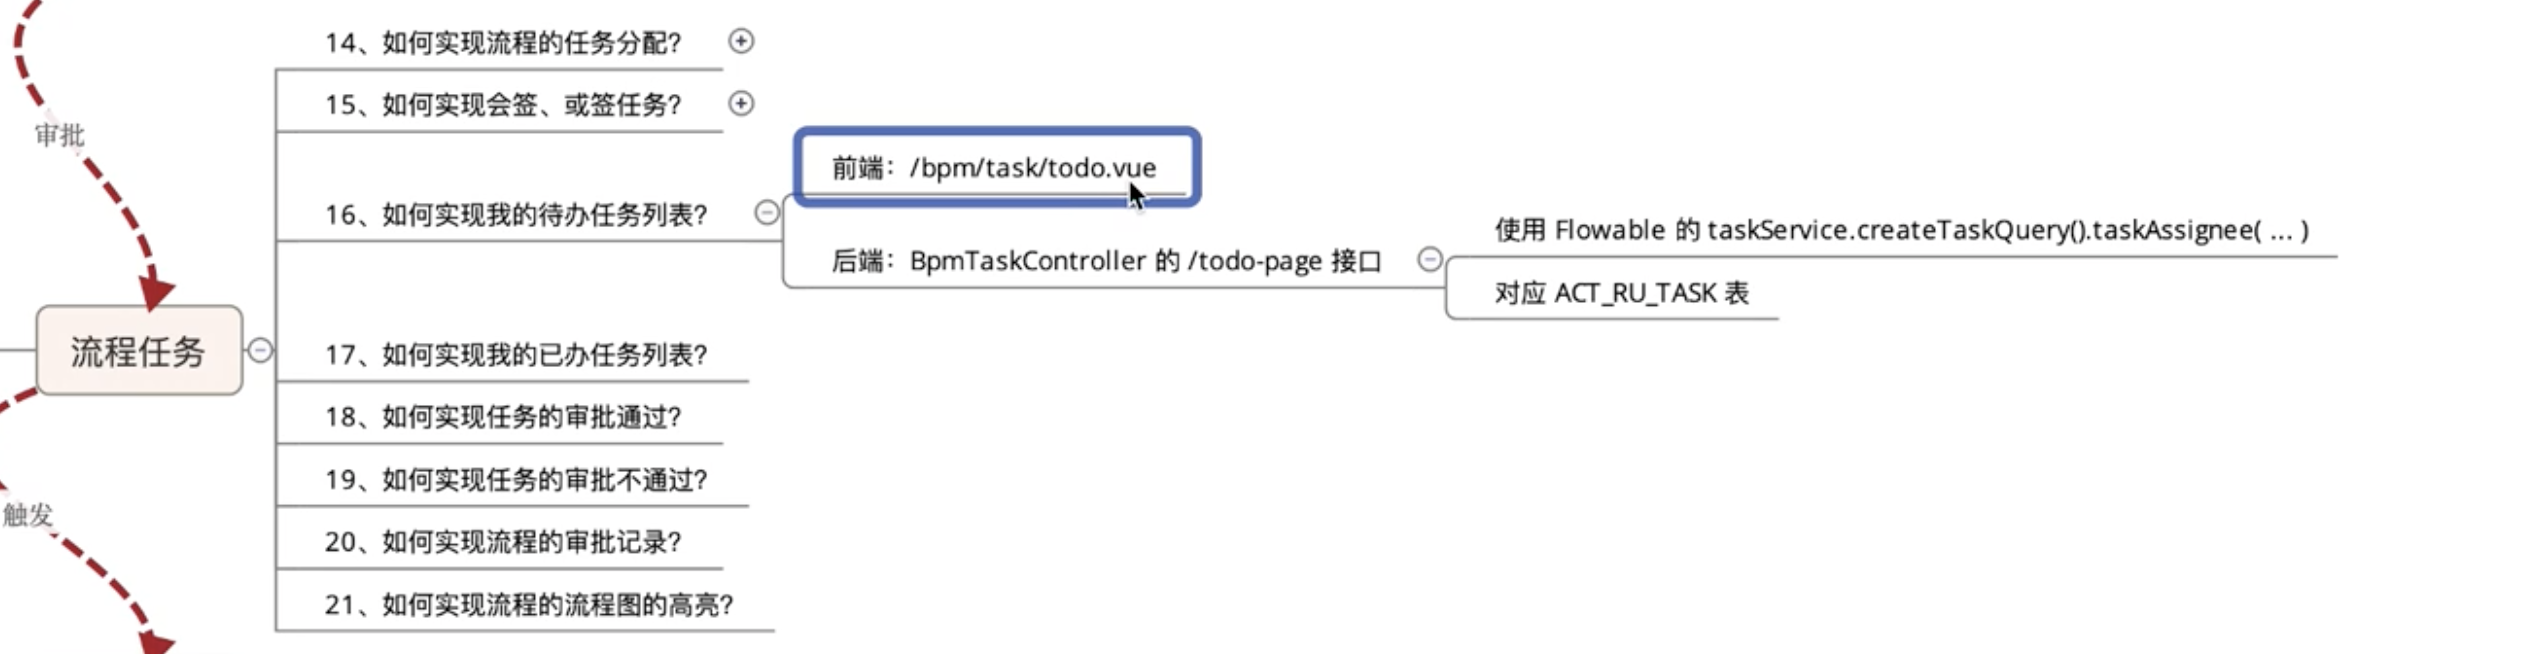 14、如何实现流程的任务分配?
15、如何实现会签、或签任务?
审批
前端：/bpm/task/todo.vue
16、如何实现我的待办任务列表?
使用 Flowable 的 taskService.createTaskQuery().taskAssignee( ... )
后端：BpmTaskController 的 /todo-page 接口
对应 ACT_RU_TASK 表
流程任务
17、如何实现我的已办任务列表?
18、如何实现任务的审批通过?
19、如何实现任务的审批不通过?
触发
20、如何实现流程的审批记录?
21、如何实现流程的流程图的高亮?